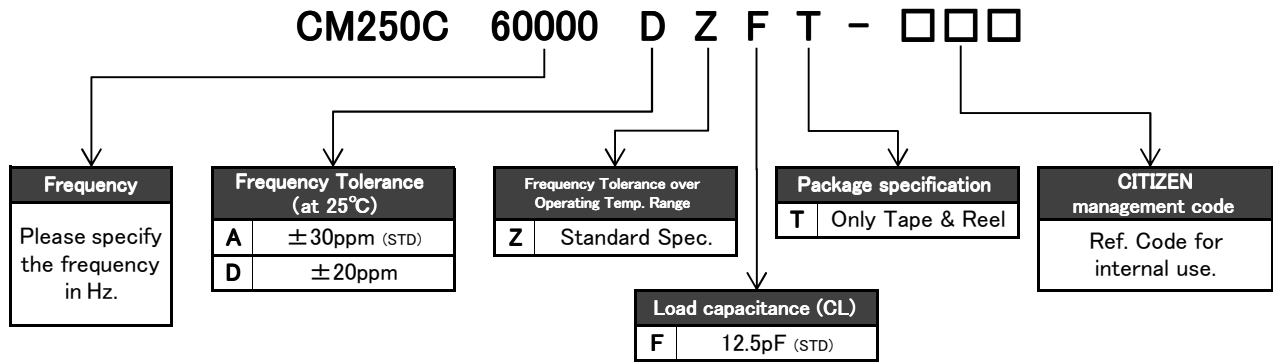 CM250C 60000 D Z F T - □□□
Frequency
Please specify
the frequency
in Hz.
Frequency Tolerance
(at 25℃)
A ±30ppm (STD)
D ±20ppm
Frequency Tolerance over
Operating Temp. Range
Z Standard Spec.
Load capacitance (CL)
F 12.5pF (STD)
Package specification
T Only Tape & Reel
CITIZEN
management code
Ref. Code for
internal use.